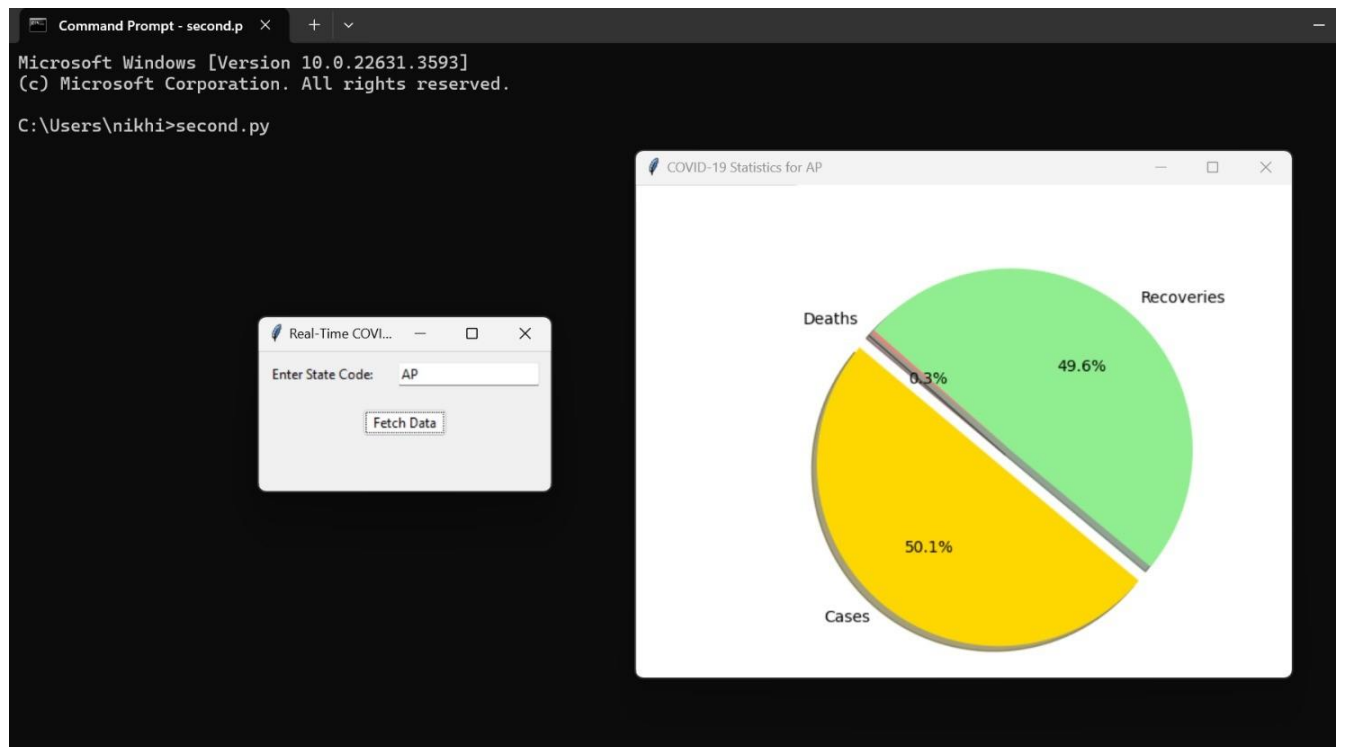 Command Prompt - second.p
Microsoft Windows [Version 10.0.22631.3593]
(c) Microsoft Corporation. All rights reserved.
C:\Users\nikhi>second.py
COVID-19 Statistics for AP
Recoveries
Deaths
49.6%
0.3%
50.1%
Cases
Real-Time COVI...
Enter State Code: AP
Fetch Data